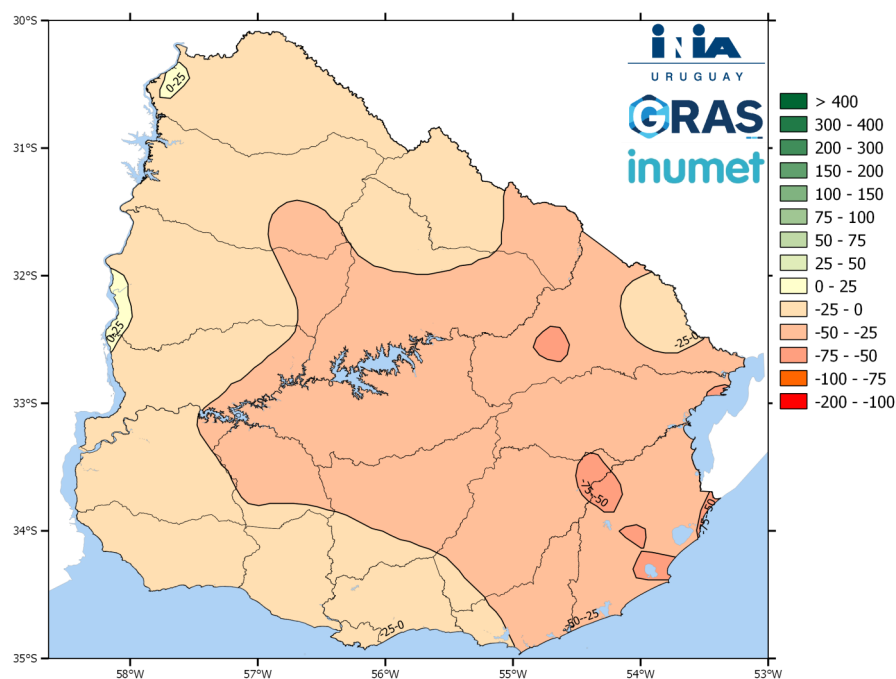 30°S
31°S
32°S
33°S
34°S
35°S
58°W
57°W
56°W
55°W
54°W
53°W
INIA
URUGUAY
GRAS
inumet
> 400
300 - 400
200 - 300
150 - 200
100 - 150
75 - 100
50 - 75
25 - 50
0 - 25
-25 - 0
-50 - -25
-75 - -50
-100 - -75
-200 - -100
0-25
0-25
-25-0
-75--50
-75--50
-50--25
-25-0